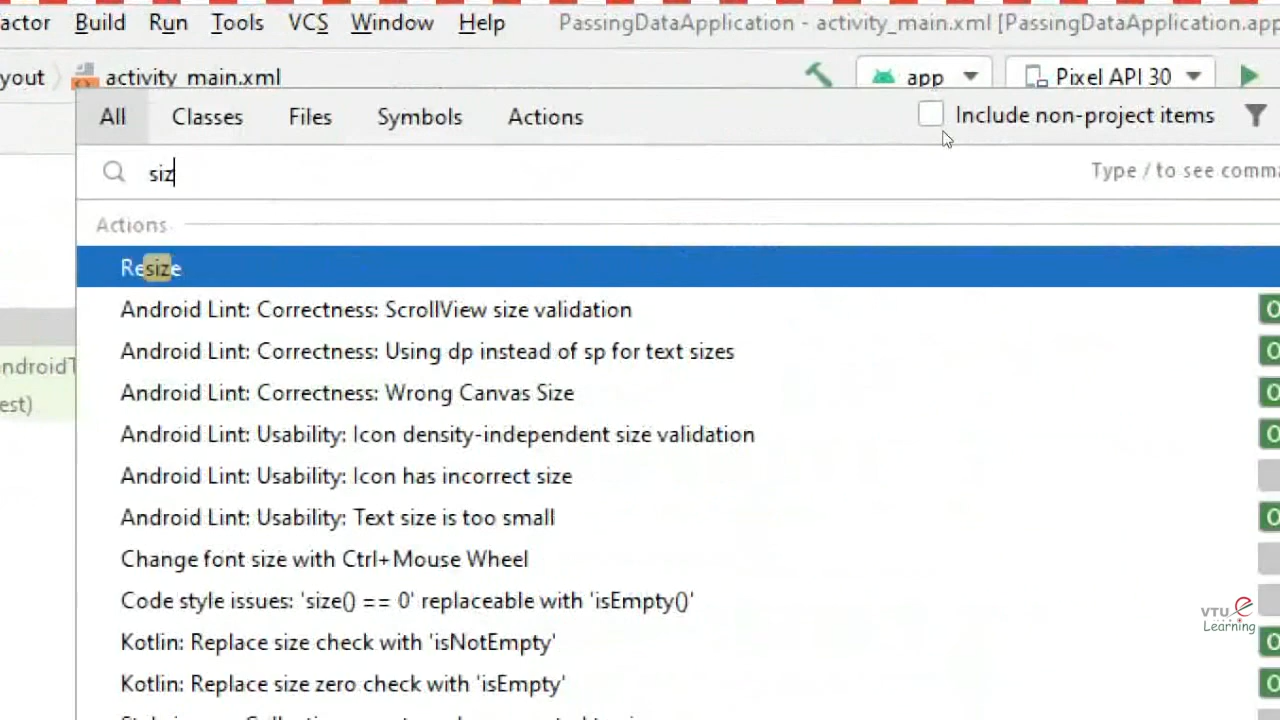 actor Build Run Tools VCS Window Help PassingDataApplication - activity_main.xml [PassingDataApplication.app
yout activity_main.xml app Pixel API 30
All Classes Files Symbols Actions Include non-project items
siz Type / to see comma
Actions
Resize
Android Lint: Correctness: ScrollView size validation
Android Lint: Correctness: Using dp instead of sp for text sizes
ndroidT
Android Lint: Correctness: Wrong Canvas Size
est)
Android Lint: Usability: Icon density-independent size validation
Android Lint: Usability: Icon has incorrect size
Android Lint: Usability: Text size is too small
Change font size with Ctrl+Mouse Wheel
Code style issues: 'size() == 0' replaceable with 'isEmpty()'
VTU e
Learning
Kotlin: Replace size check with 'isNotEmpty'
Kotlin: Replace size zero check with 'isEmpty'